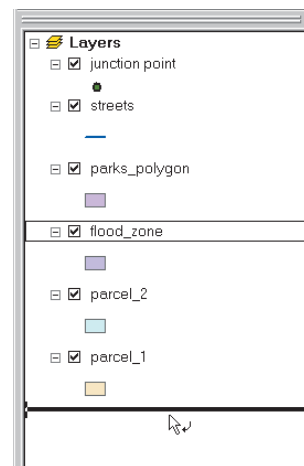 Layers
junction point
streets
parks_polygon
flood_zone
parcel_2
parcel_1